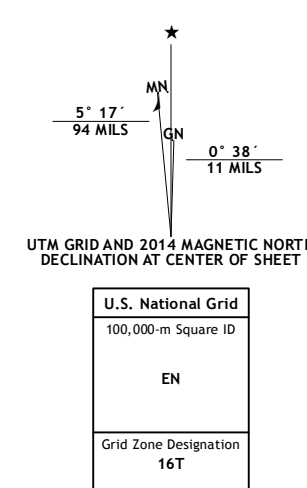 MN
5° 17´
94 MILS
GN
0° 38´
11 MILS
UTM GRID AND 2014 MAGNETIC NORTH
DECLINATION AT CENTER OF SHEET
U.S. National Grid
100,000-m Square ID
EN
Grid Zone Designation
16T